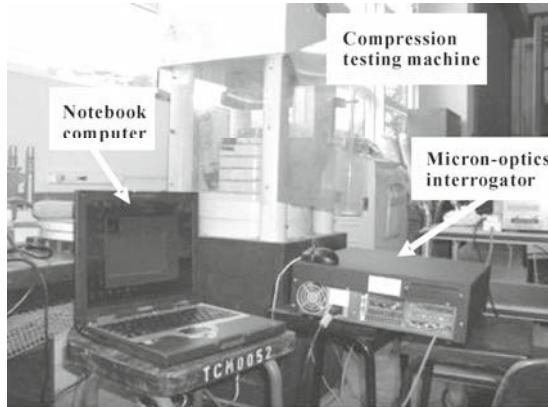 Compression
testing machine
Notebook
computer
Micron-optics
interrogator
TCM0052